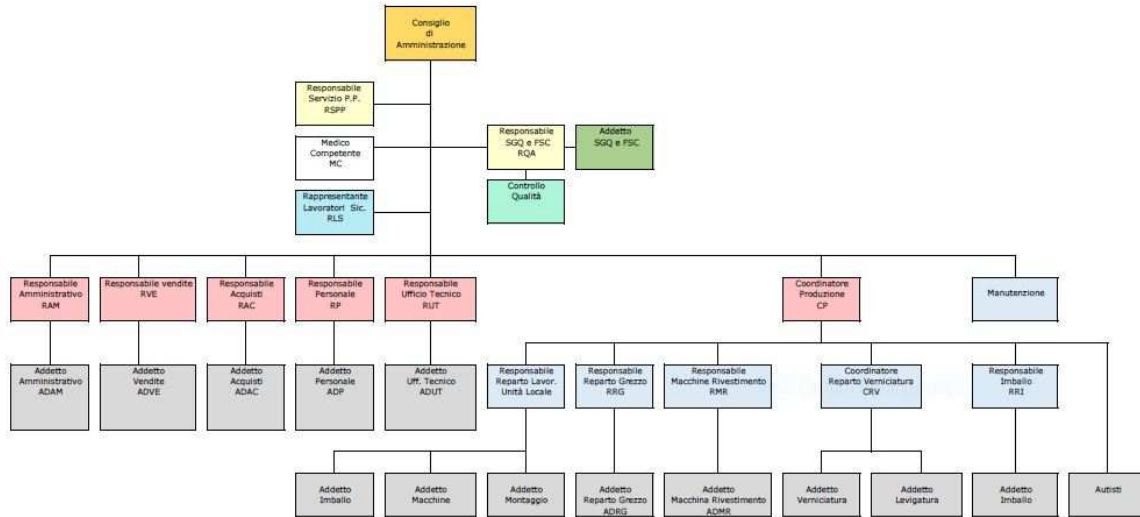 Consiglio
di
Amministrazione
Responsabile
Servizio P.P.
RSPP
Medico
Competente
MC
Responsabile
SGQ e FSC
RQA
Addetto
SGQ e FSC
Controllo
Qualità
Rappresentante
Lavoratori Sic.
RLS
Responsabile
Amministrativo
RAM
Responsabile vendite
RVE
Responsabile
Acquisti
RAC
Responsabile
Personale
RP
Responsabile
Ufficio Tecnico
RUT
Coordinatore
Produzione
CP
Manutenzione
Addetto
Amministrativo
ADAM
Addetto
Vendite
ADVE
Addetto
Acquisti
ADAC
Addetto
Personale
ADP
Addetto
Uff. Tecnico
ADUT
Responsabile
Reparto Lavor.
Unità Locale
Responsabile
Reparto Grezzo
RRG
Responsabile
Macchine Rivestimento
RMR
Coordinatore
Reparto Verniciatura
CRV
Responsabile
Imballo
RRI
Addetto
Imballo
Addetto
Macchine
Addetto
Montaggio
Addetto
Reparto Grezzo
ADRG
Addetto
Macchina Rivestimento
ADMR
Addetto
Verniciatura
Addetto
Levigatura
Addetto
Imballo
Autisti